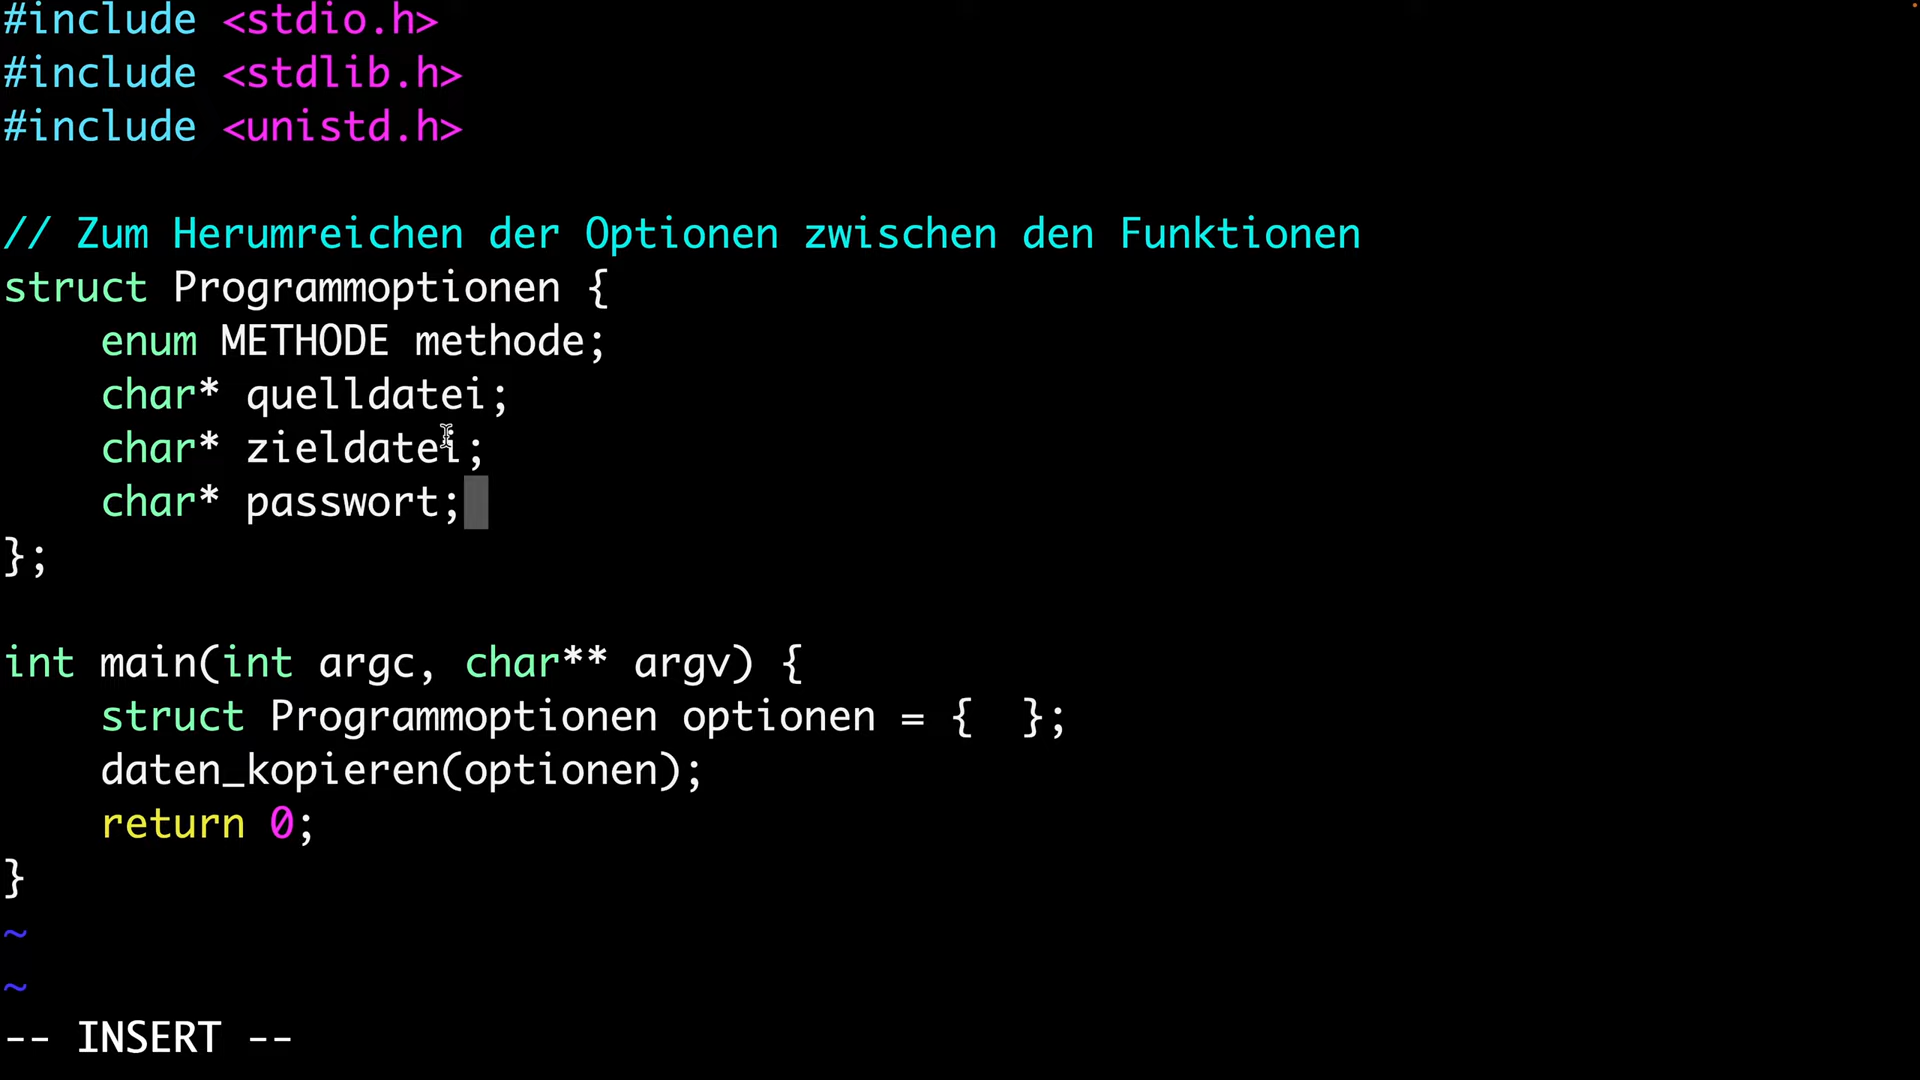 #include <stdio.h>
#include <stdlib.h>
#include <unistd.h>
// Zum Herumreichen der Optionen zwischen den Funktionen
struct Programmoptionen {
    enum METHODE methode;
    char* quelldatei;
    char* zieldatei;
    char* passwort;
};
int main(int argc, char** argv) {
    struct Programmoptionen optionen = {  };
    daten_kopieren(optionen);
    return 0;
}
~
~
-- INSERT --